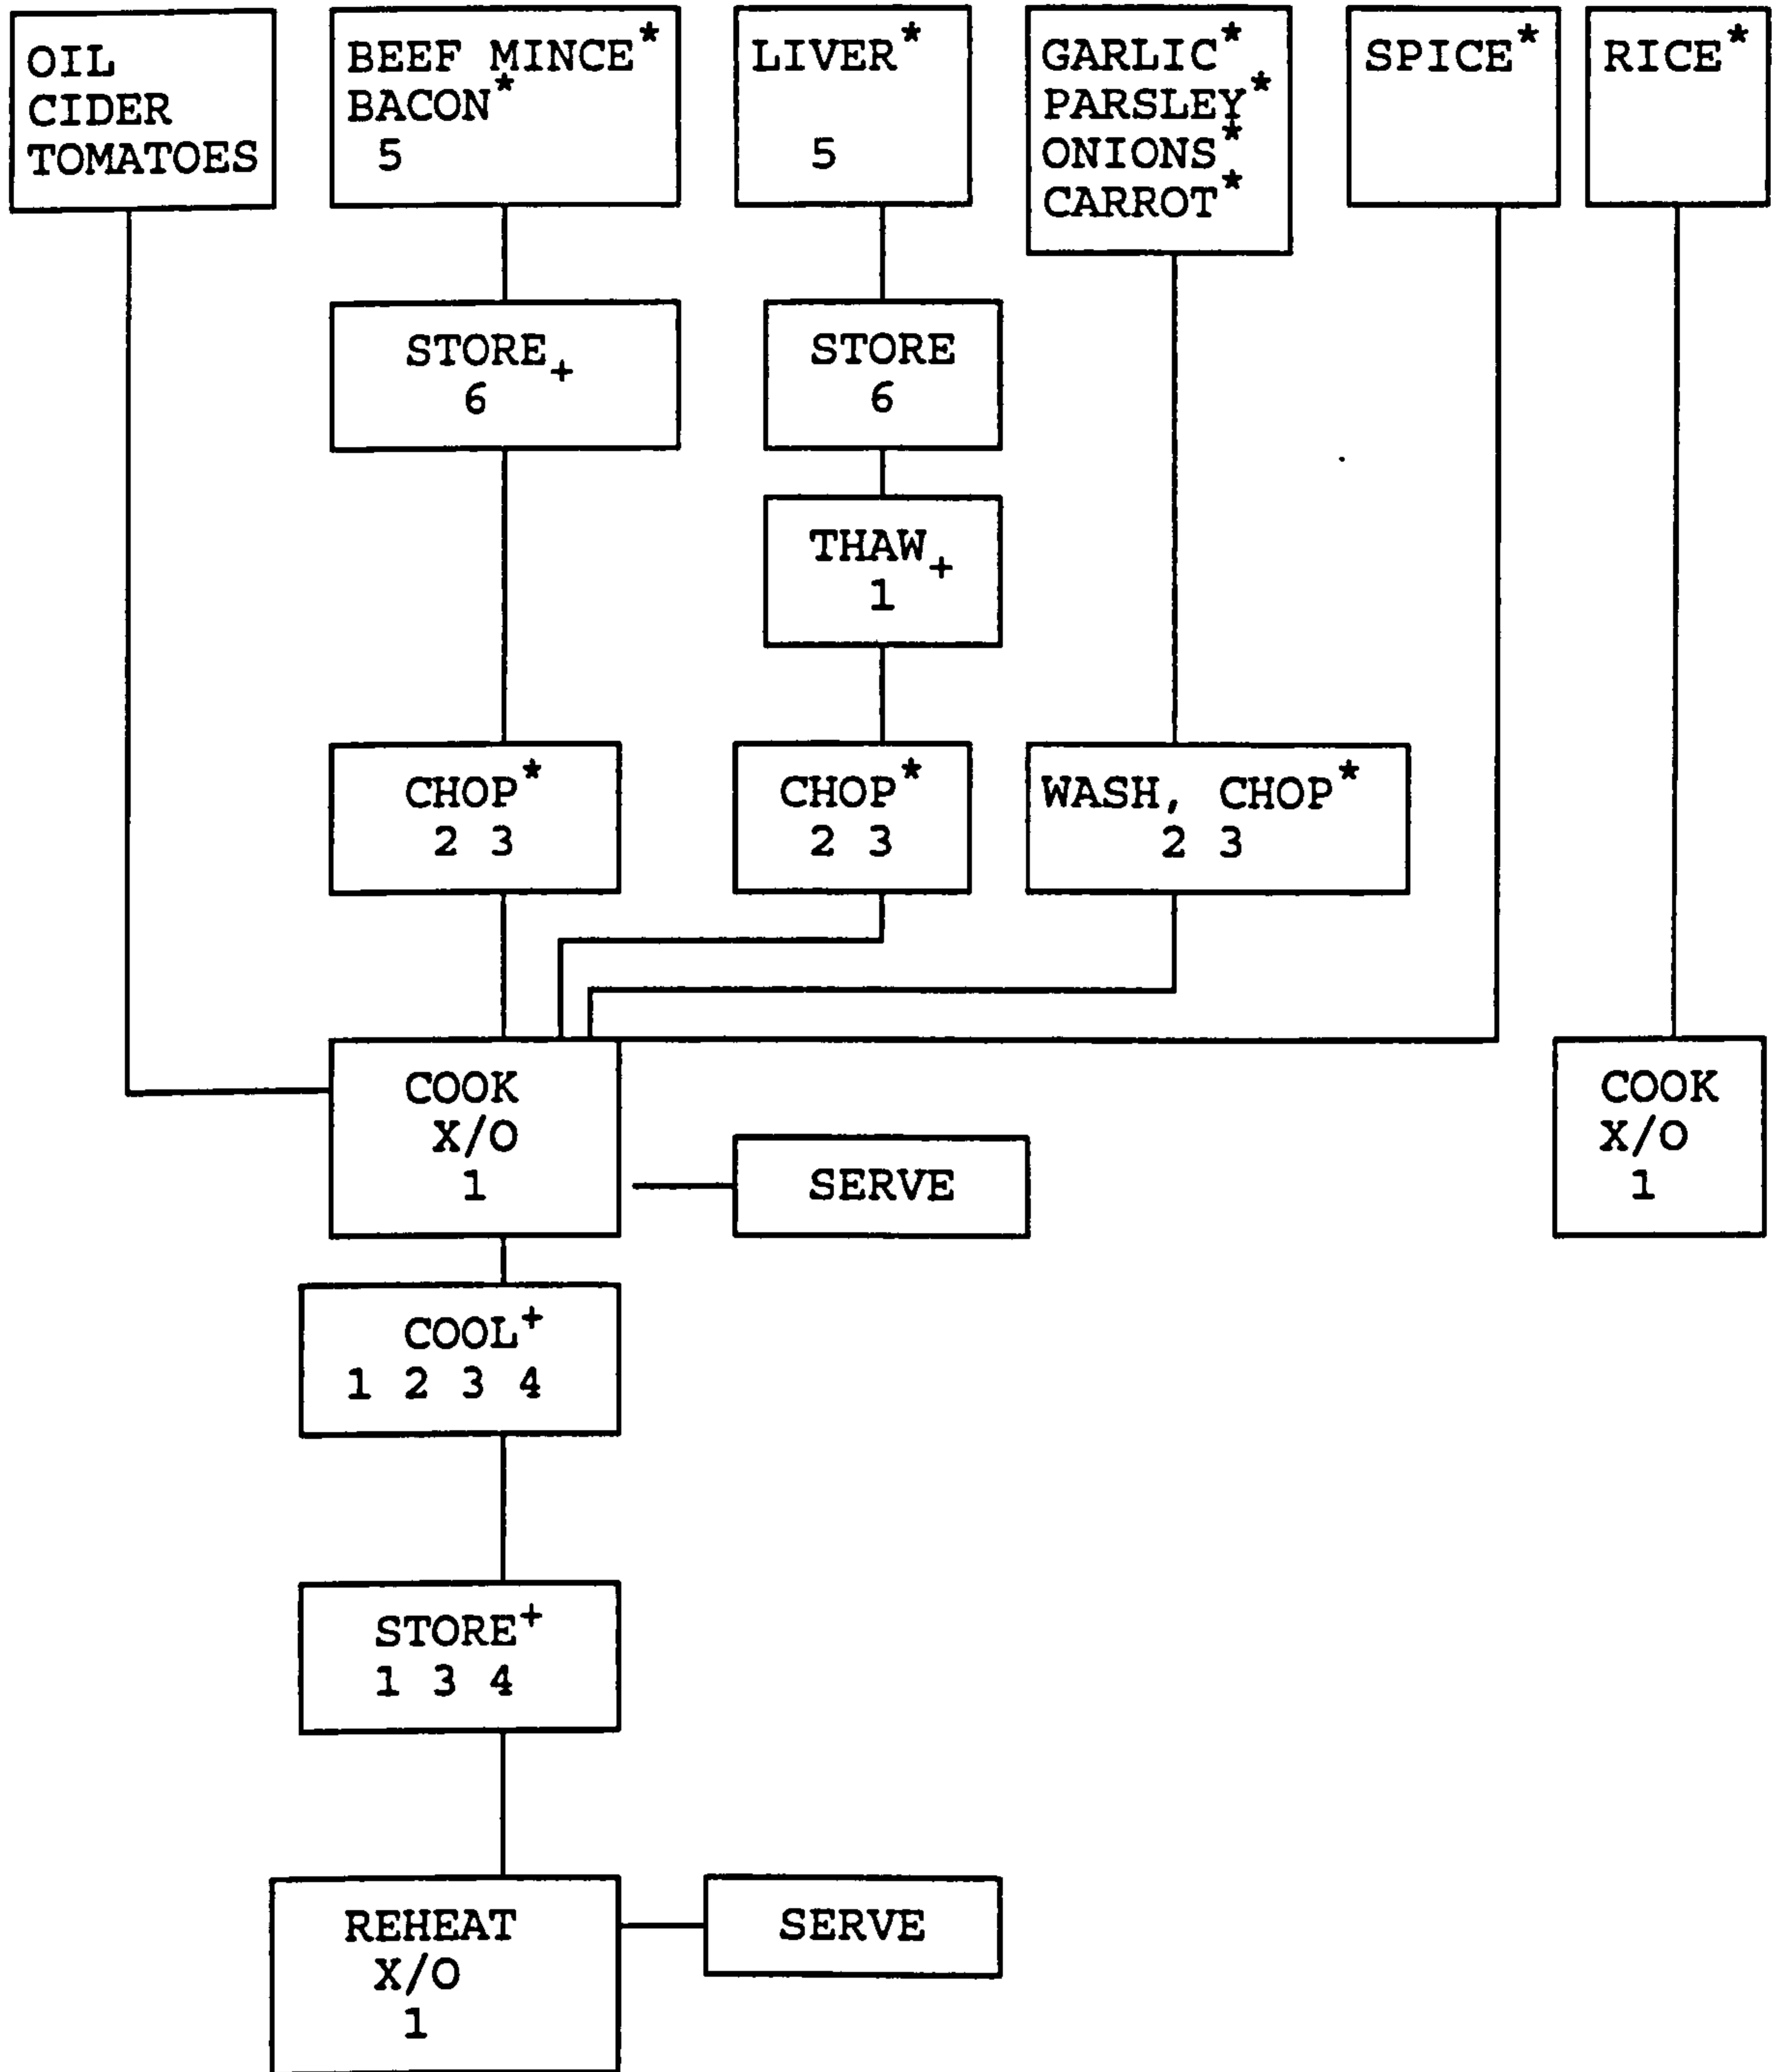 OIL
CIDER
TOMATOES
BEEF MINCE*
BACON*
5
LIVER*
5
GARLIC*
PARSLEY*
ONIONS*
CARROT*
SPICE*
RICE*
STORE+
6
STORE
6
THAW+
1
CHOP*
2 3
CHOP*
2 3
WASH, CHOP*
2 3
COOK
X/O
1
SERVE
COOK
X/O
1
COOL+
1 2 3 4
STORE+
1 3 4
REHEAT
X/O
1
SERVE